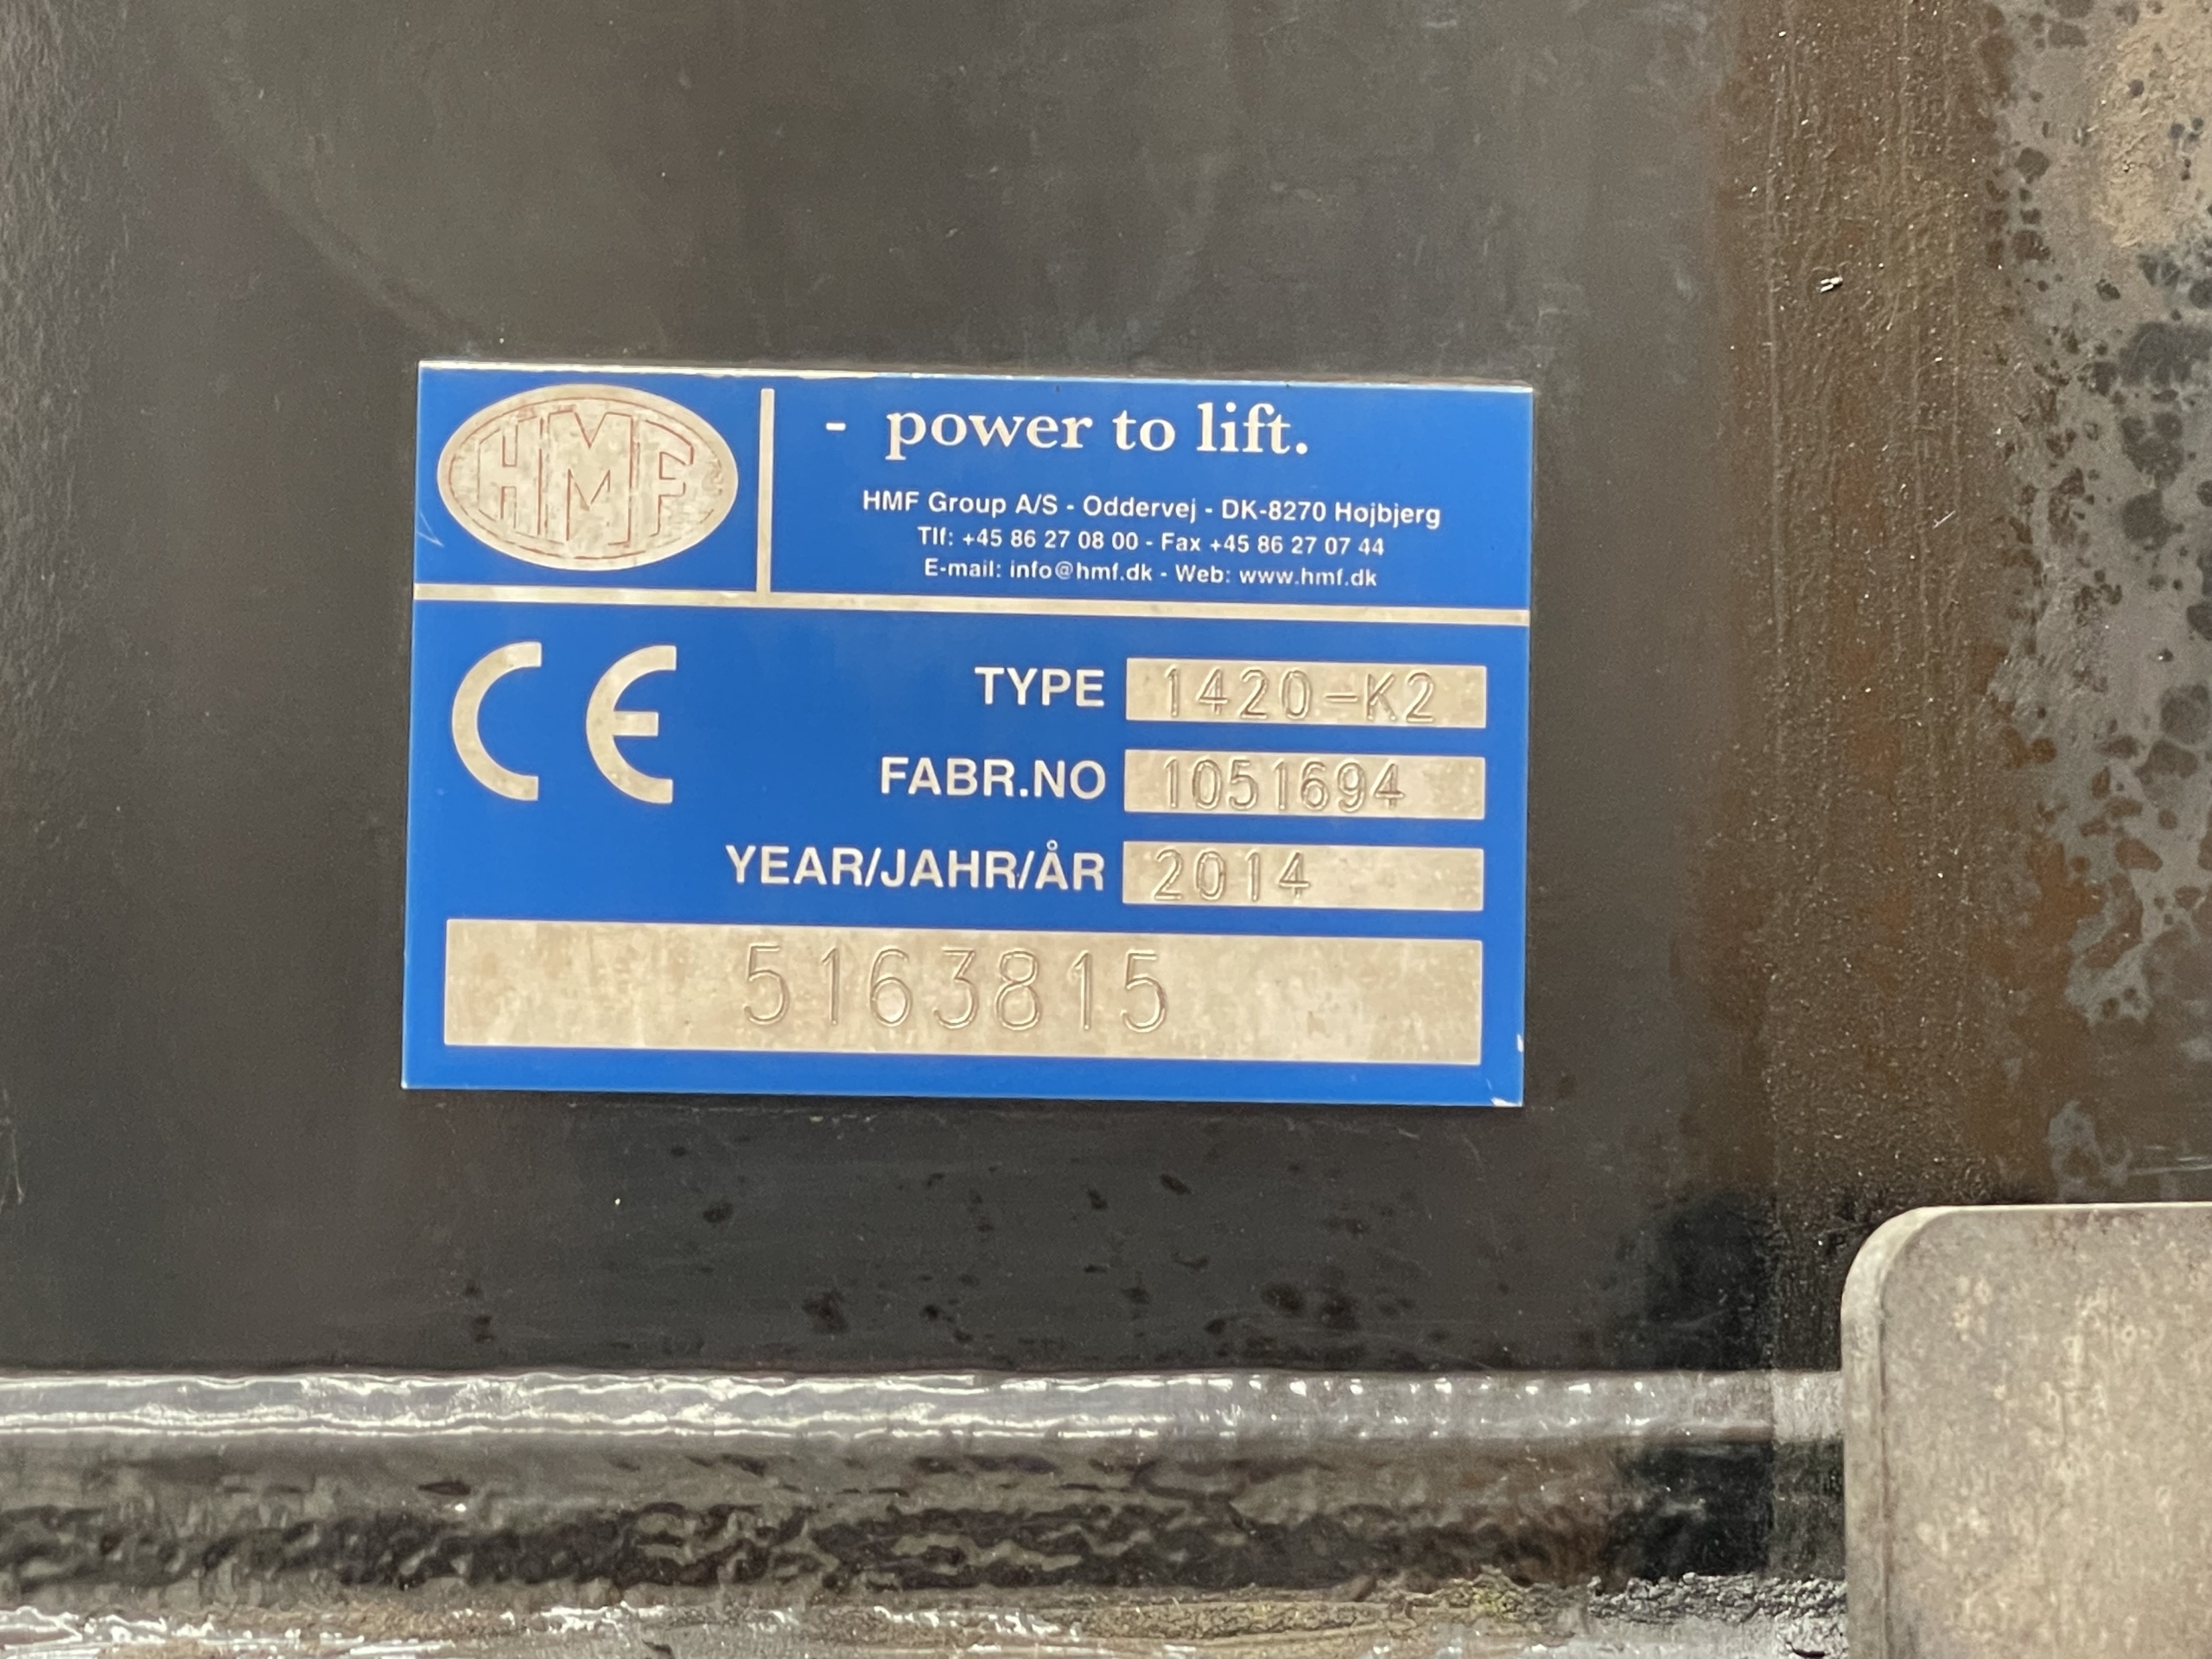 HMF
- power to lift.
HMF Group A/S - Oddervej - DK-8270 Højbjerg
Tlf: +45 86 27 08 00 - Fax +45 86 27 07 44
E-mail: info@hmf.dk - Web: www.hmf.dk
CE
TYPE 1420-K2
FABR.NO 1051694
YEAR/JAHR/ÅR 2014
5163815